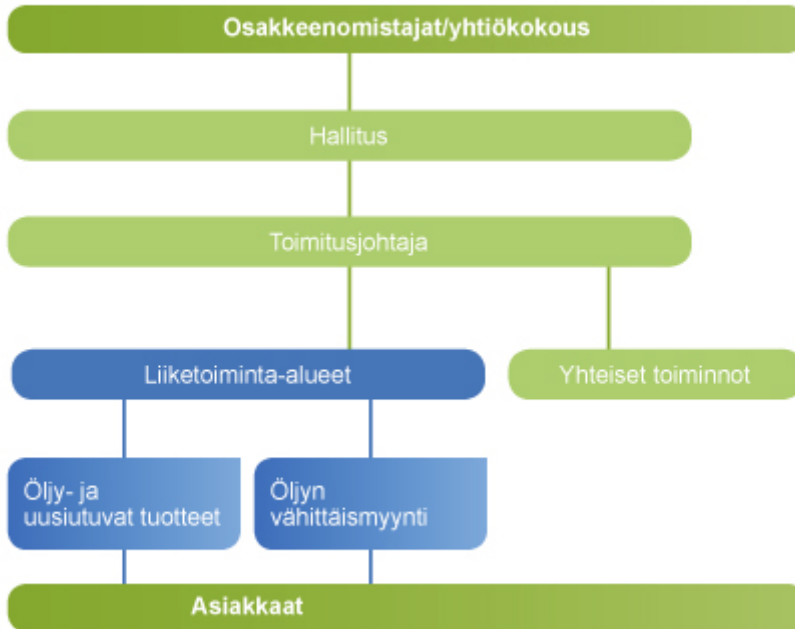 Osakkeenomistajat/yhtiökokous
Hallitus
Toimitusjohtaja
Liiketoiminta-alueet
Yhteiset toiminnot
Öljy- ja
uusiutuvat tuotteet
Öljyn
vähittäismyynti
Asiakkaat